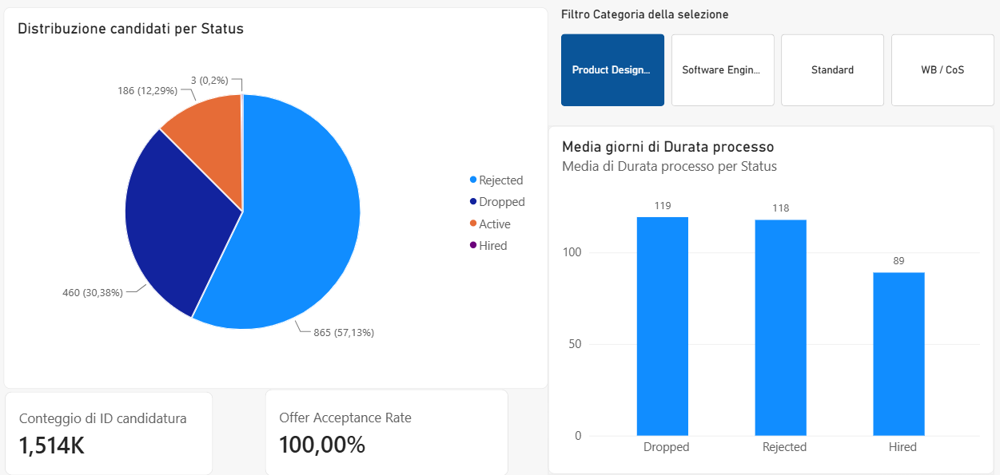 Distribuzione candidati per Status
3 (0,2%)
186 (12,29%)
460 (30,38%)
865 (57,13%)
Rejected
Dropped
Active
Hired
Conteggio di ID candidatura
1,514K
Offer Acceptance Rate
100,00%
Filtro Categoria della selezione
Product Design...
Software Engin...
Standard
WB / CoS
Media giorni di Durata processo
Media di Durata processo per Status
119
118
89
100
50
0
Dropped
Rejected
Hired